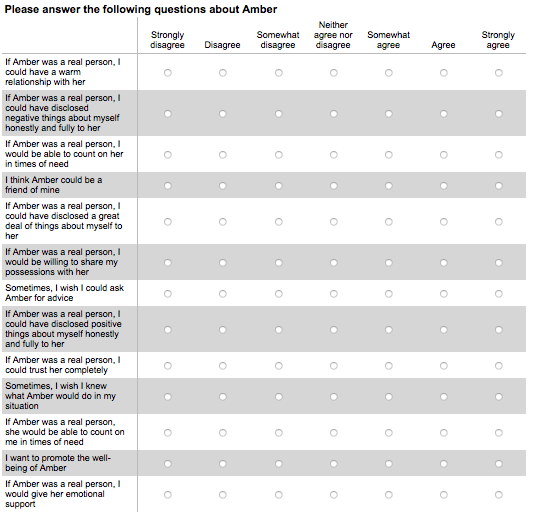 Please answer the following questions about Amber
Strongly disagree
Disagree
Somewhat disagree
Neither agree nor disagree
Somewhat agree
Agree
Strongly agree
If Amber was a real person, I
could have a warm
relationship with her
If Amber was a real person, I
could have disclosed
negative things about myself
honestly and fully to her
If Amber was a real person, I
would be able to count on her
in times of need
I think Amber could be a
friend of mine
If Amber was a real person, I
could have disclosed a great
deal of things about myself to
her
If Amber was a real person, I
would be willing to share my
possessions with her
Sometimes, I wish I could ask
Amber for advice
If Amber was a real person, I
could have disclosed positive
things about myself honestly
and fully to her
If Amber was a real person, I
could trust her completely
Sometimes, I wish I knew
what Amber would do in my
situation
If Amber was a real person,
she would be able to count on
me in times of need
I want to promote the well-
being of Amber
If Amber was a real person, I
would give her emotional
support